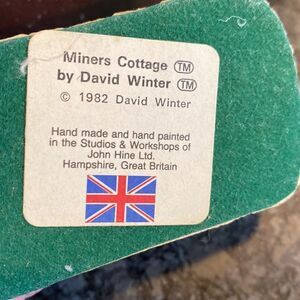 Miners Cottage TM
by David Winter TM
© 1982 David Winter
Hand made and hand painted
in the Studios & Workshops of
John Hine Ltd.
Hampshire, Great Britain